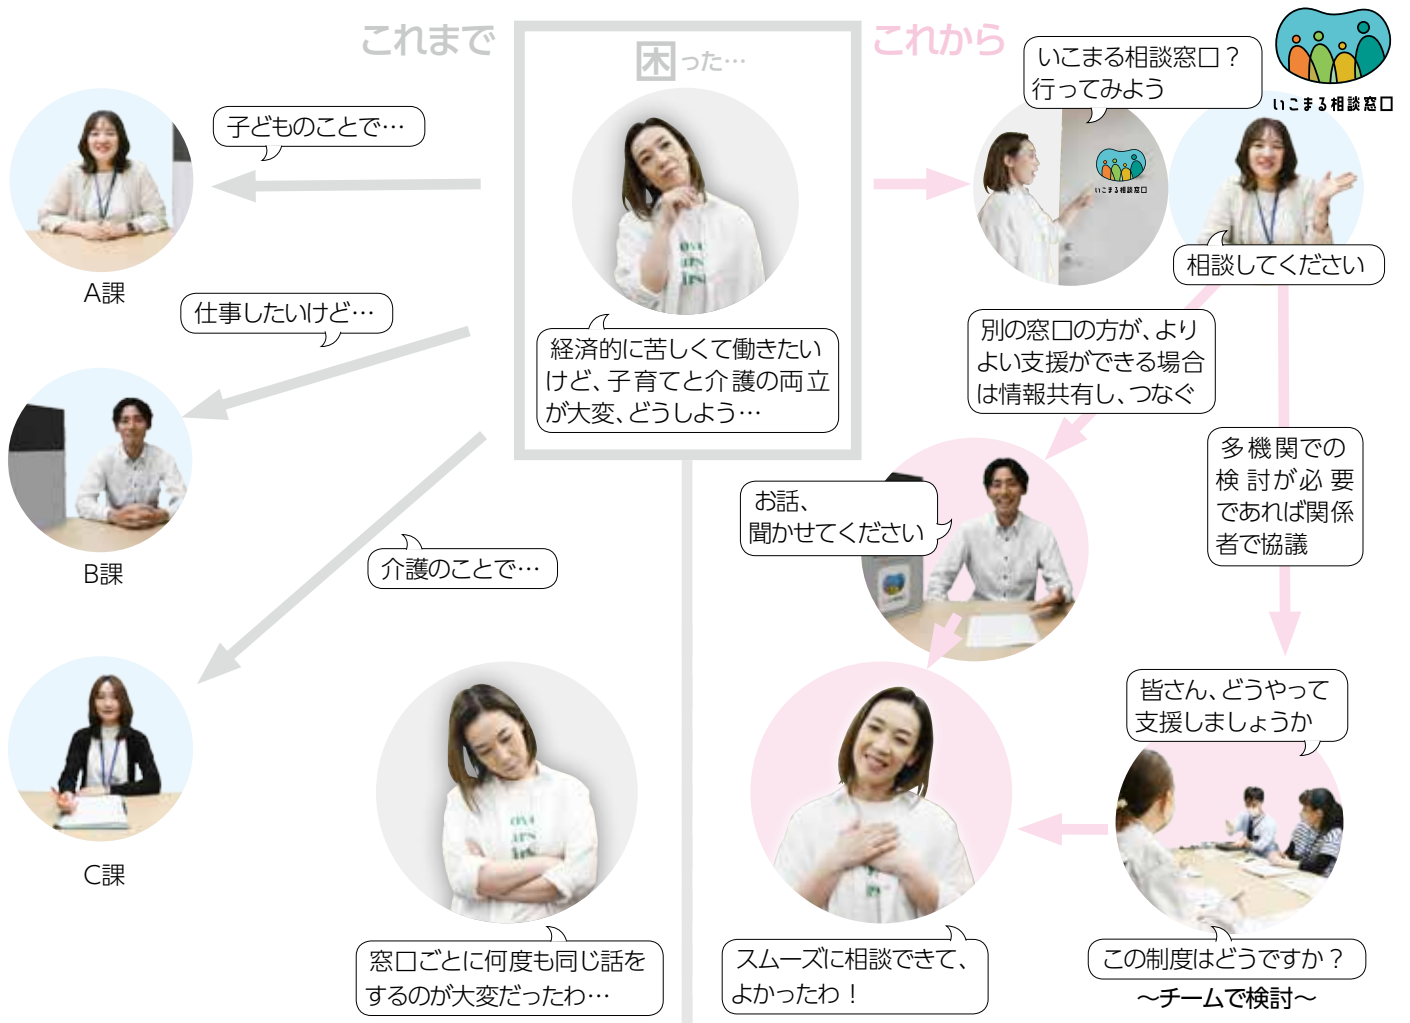 これまで
困った…
経済的に苦しくて働きたい
けど、子育てと介護の両立
が大変、どうしよう…
子どものことで…
A課
仕事したいけど…
B課
介護のことで…
C課
窓口ごとに何度も同じ話を
するのが大変だったわ…
これから
いこまる相談窓口？
行ってみよう
いこまる相談窓口
いこまる相談窓口
相談してください
別の窓口の方が、より
よい支援ができる場合
は情報共有し、つなぐ
お話、
聞かせてください
多機関での
検討が必要
であれば関係
者で協議
皆さん、どうやって
支援しましょうか
この制度はどうですか？
～チームで検討～
スムーズに相談できて、
よかったわ！